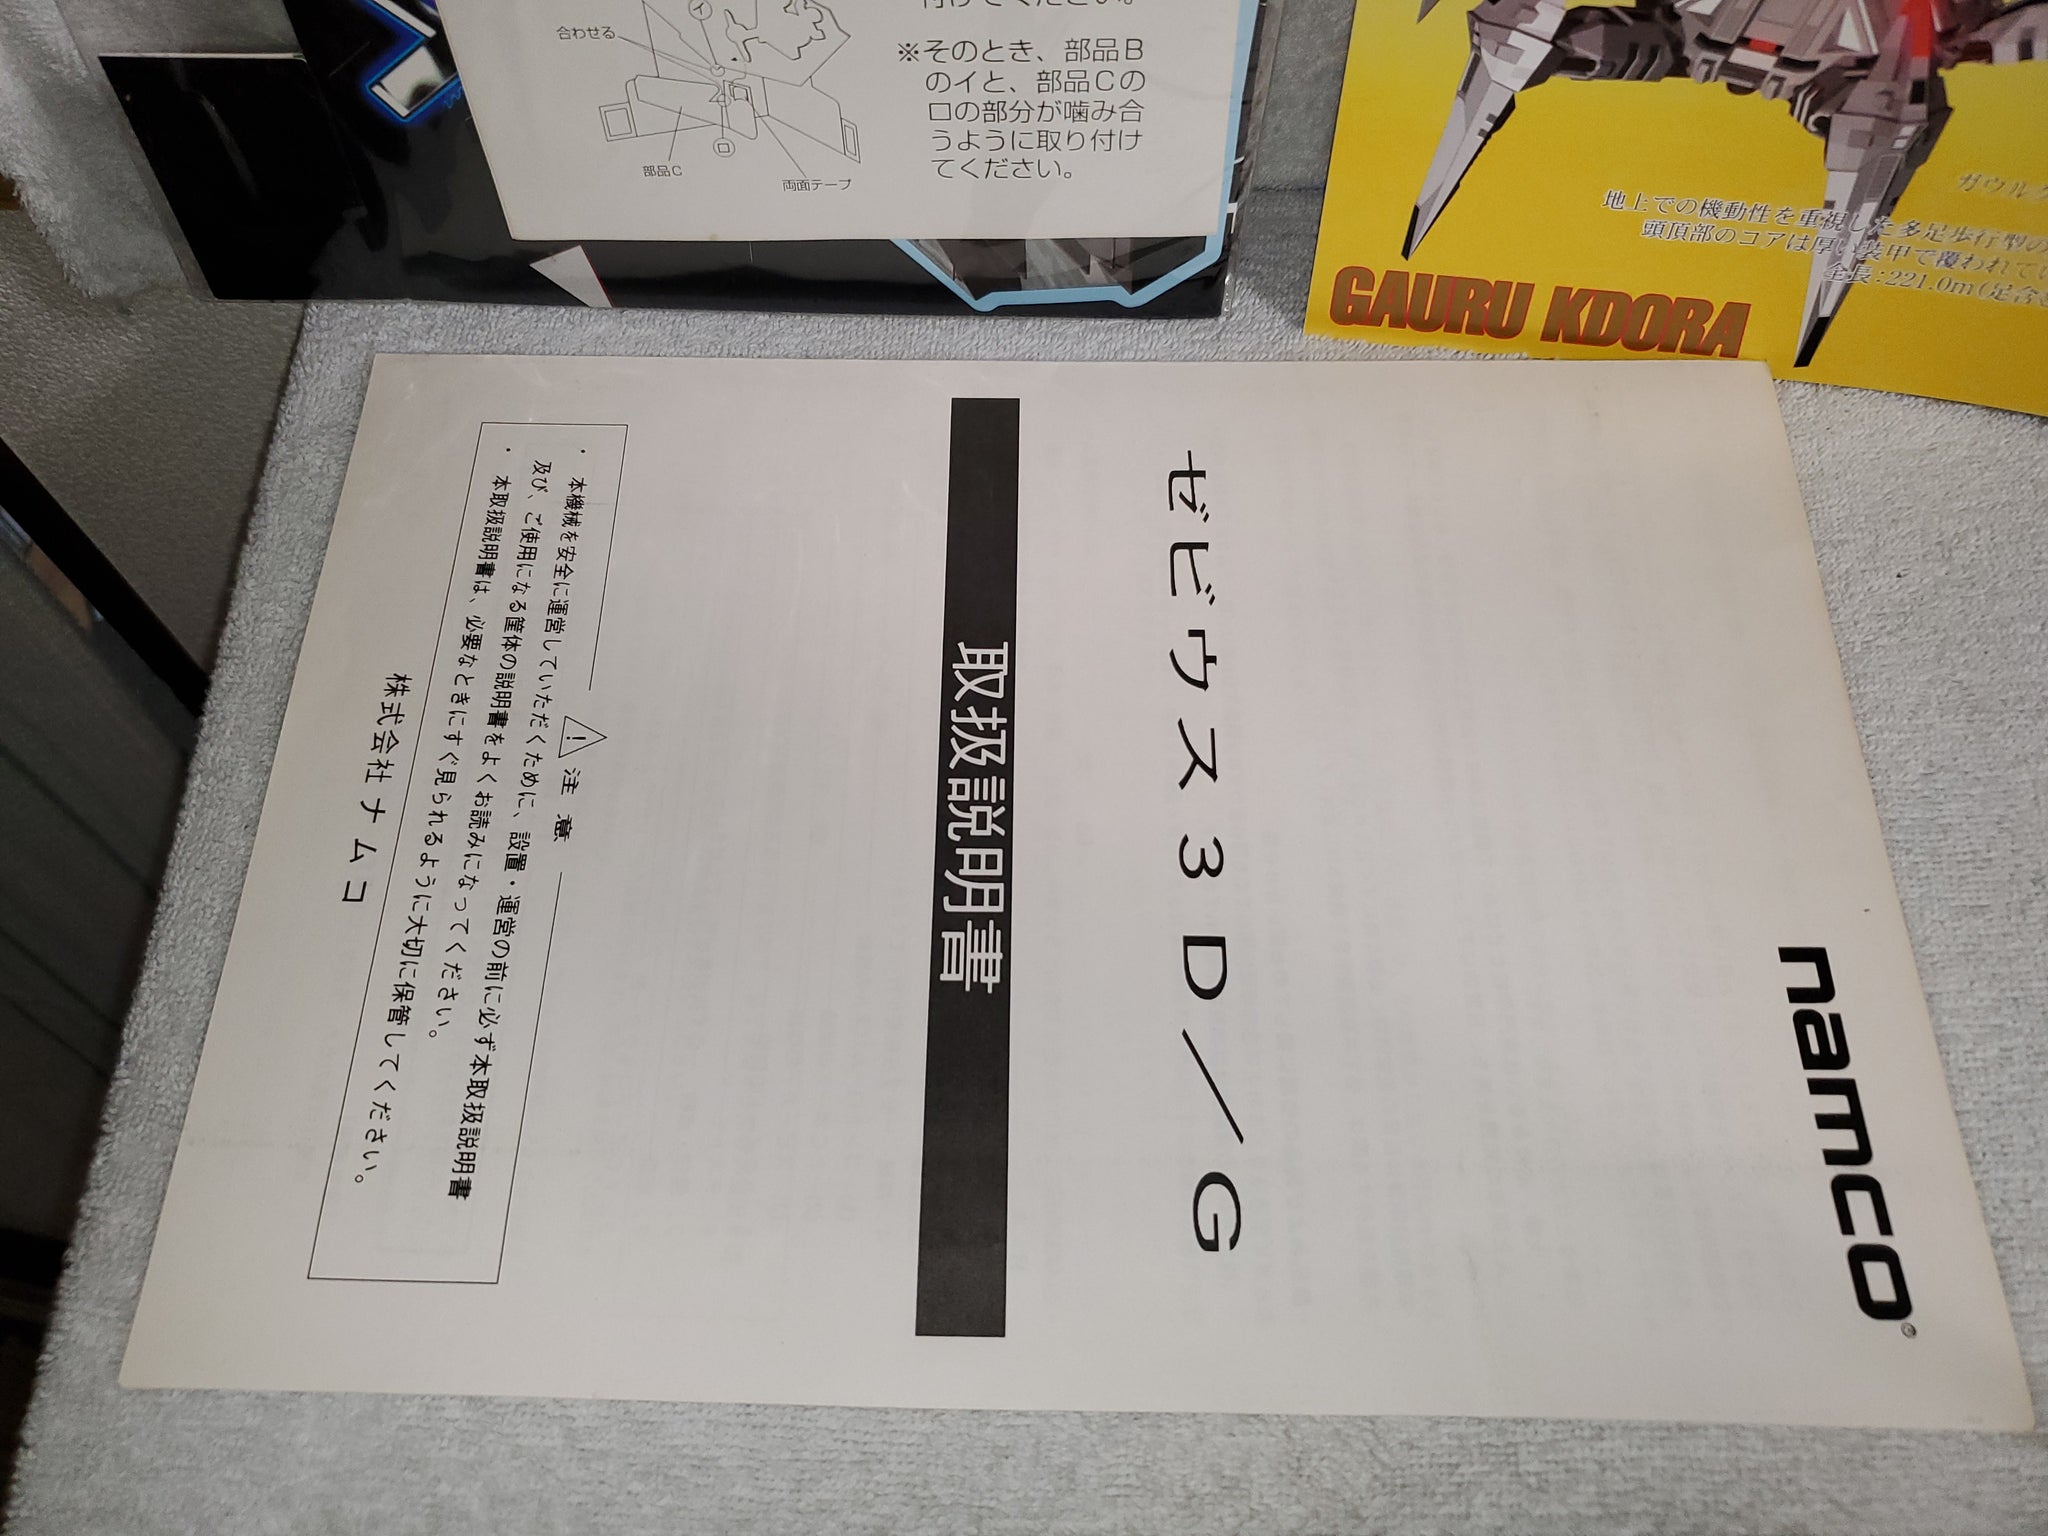 合わせる
イ
ロ
部品C
両面テープ
※そのとき、部品B
のイと、部品Cの
ロの部分が噛み合
うように取り付け
てください。
地上での機動性を重視した多足歩行型の
頭頂部のコアは厚い装甲で覆われてい
全長:221.0m(足含
GAURU KDORA
namco®
ゼビウス3D/G
取扱説明書
注意
・本機械を安全に運営していただくために、設置・運営の前に必ず本取扱説明書
及び、ご使用になる筐体の説明書をよくお読みになってください。
・本取扱説明書は、必要なときにすぐ見られるように大切に保管してください。
株式会社ナムコ